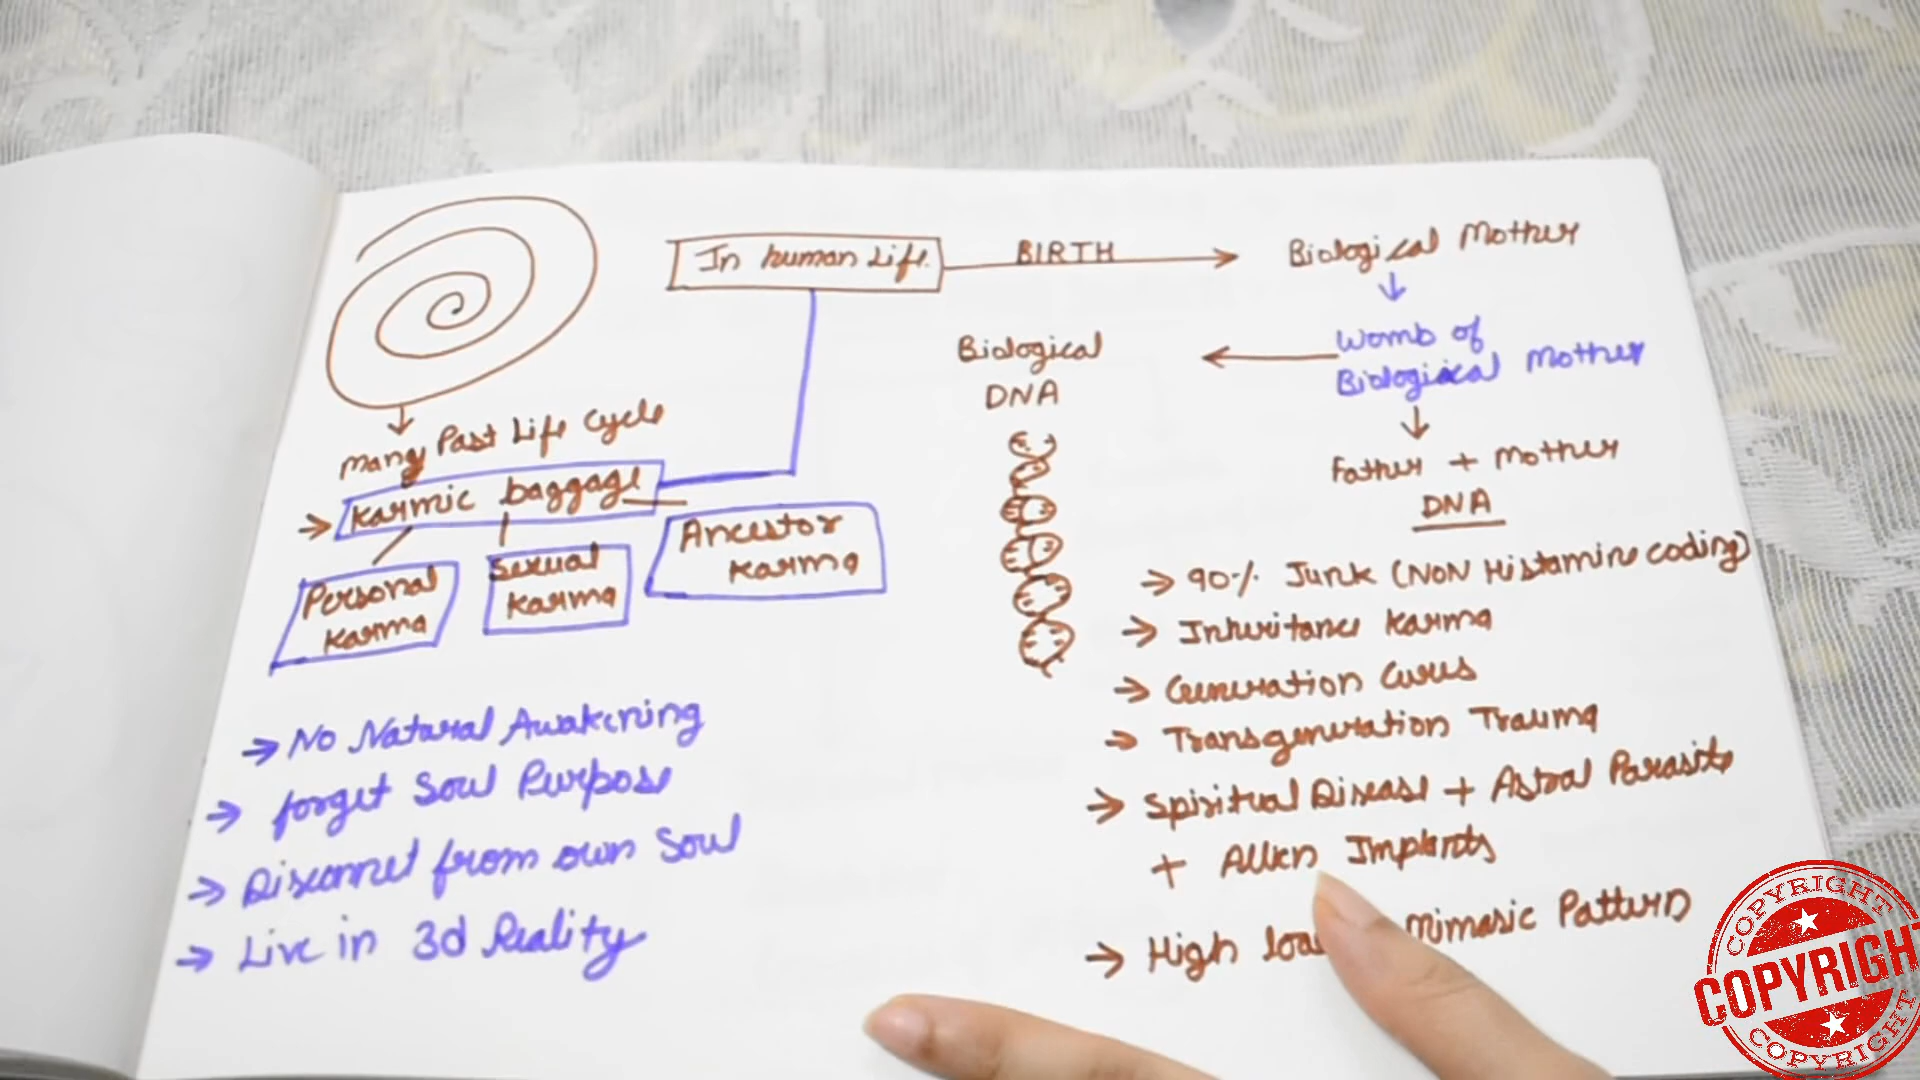 In human Life.
BIRTH
Biological Mother
Womb of
Biological Mother
Biological
DNA
Father + Mother
DNA
Many Past Life Cycle
Karmic baggage
Personal
Karma
Sexual
Karma
Ancestor
Karma
→ 90% Junk (NON Histamine coding)
→ Inheritance Karma
→ Generation Cures
→ Transgeneration Trauma
→ Spiritual Disease + Astral Parasite
+ Alien Implants
→ High Mimasic Pattern
→ No Natural Awakening
→ forget Soul Purpose
→ Disconnet from own Soul
→ Live in 3d Reality
COPYRIGHT
COPYRIGH
COPYRIGHT